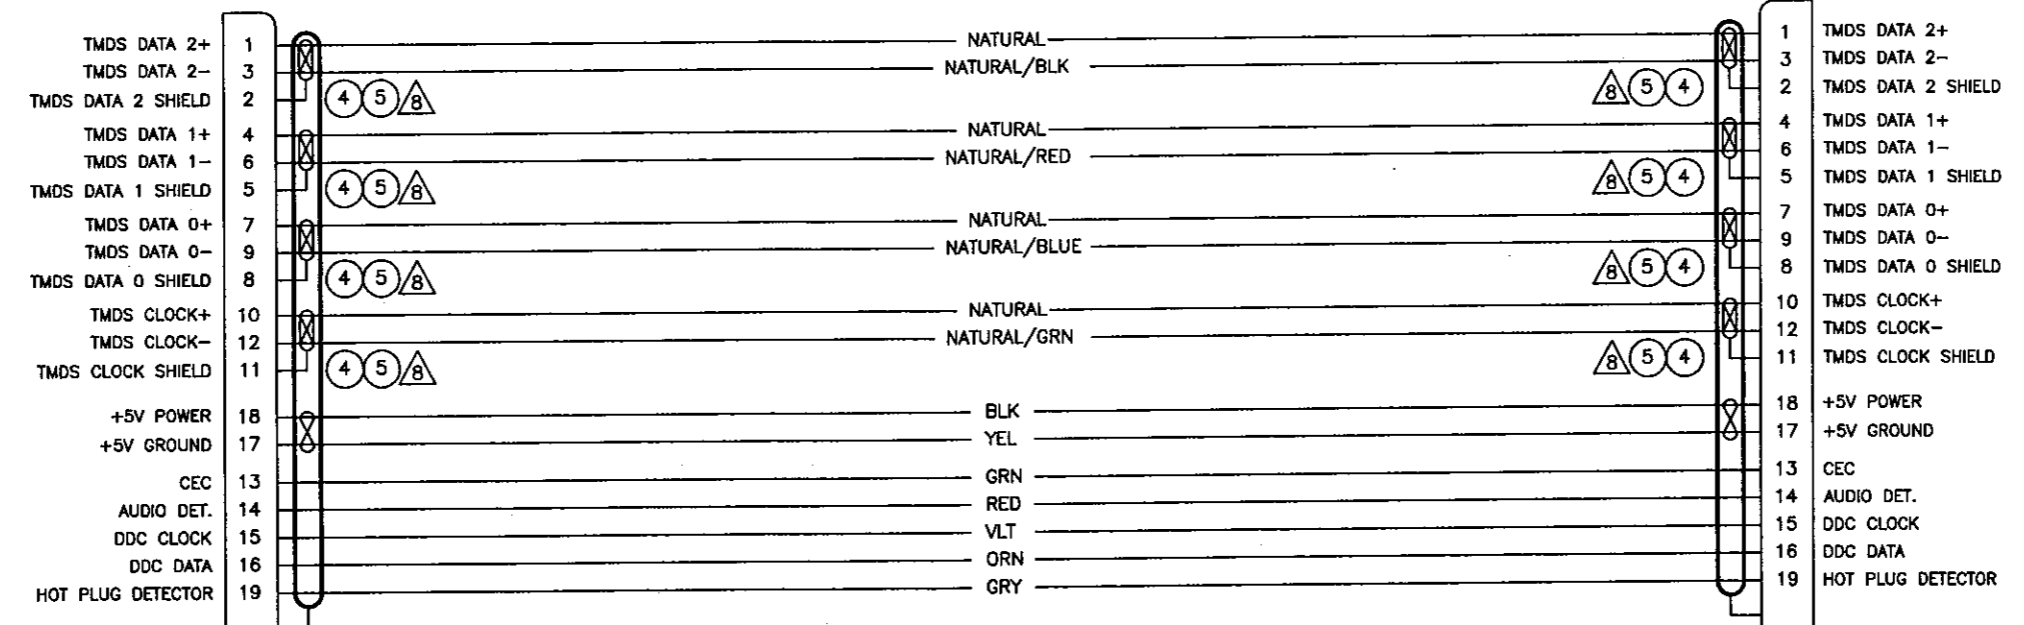 TMDS DATA 2+ 1 NATURAL 1 TMDS DATA 2+
TMDS DATA 2- 3 NATURAL/BLK 3 TMDS DATA 2-
TMDS DATA 2 SHIELD 2 4 5 8 8 5 4 2 TMDS DATA 2 SHIELD
TMDS DATA 1+ 4 NATURAL 4 TMDS DATA 1+
TMDS DATA 1- 6 NATURAL/RED 6 TMDS DATA 1-
TMDS DATA 1 SHIELD 5 4 5 8 8 5 4 5 TMDS DATA 1 SHIELD
TMDS DATA 0+ 7 NATURAL 7 TMDS DATA 0+
TMDS DATA 0- 9 NATURAL/BLUE 9 TMDS DATA 0-
TMDS DATA 0 SHIELD 8 4 5 8 8 5 4 8 TMDS DATA 0 SHIELD
TMDS CLOCK+ 10 NATURAL 10 TMDS CLOCK+
TMDS CLOCK- 12 NATURAL/GRN 12 TMDS CLOCK-
TMDS CLOCK SHIELD 11 4 5 8 8 5 4 11 TMDS CLOCK SHIELD
+5V POWER 18 BLK 18 +5V POWER
+5V GROUND 17 YEL 17 +5V GROUND
CEC 13 GRN 13 CEC
AUDIO DET. 14 RED 14 AUDIO DET.
DDC CLOCK 15 VLT 15 DDC CLOCK
DDC DATA 16 ORN 16 DDC DATA
HOT PLUG DETECTOR 19 GRY 19 HOT PLUG DETECTOR